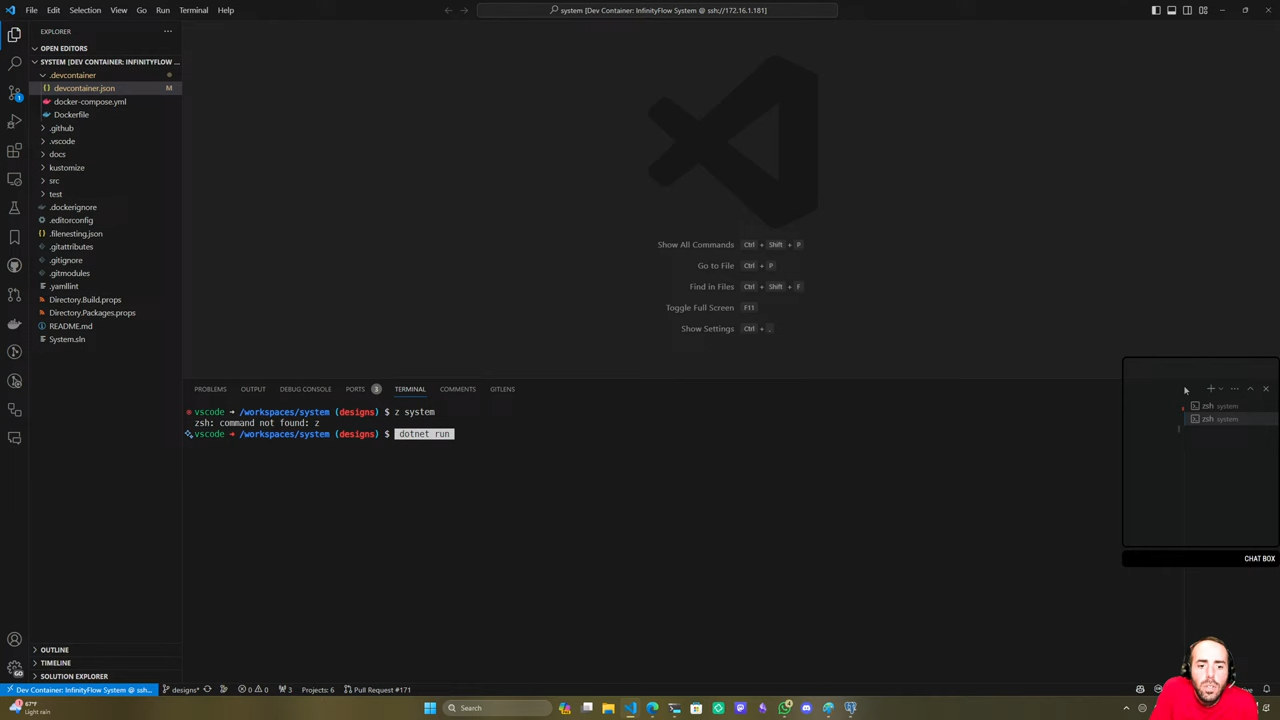 File Edit Selection View Go Run Terminal Help
system [Dev Container: InfinityFlow System @ ssh://172.16.1.181]
EXPLORER
OPEN EDITORS
SYSTEM [DEV CONTAINER: INFINITYFLOW ...
.devcontainer
devcontainer.json M
docker-compose.yml
Dockerfile
.github
.vscode
docs
kustomize
src
test
.dockerignore
.editorconfig
.filenesting.json
.gitattributes
.gitignore
.gitmodules
.yamllint
Directory.Build.props
Directory.Packages.props
README.md
System.sln
OUTLINE
TIMELINE
SOLUTION EXPLORER
Show All Commands Ctrl + Shift + P
Go to File Ctrl + P
Find in Files Ctrl + Shift + F
Toggle Full Screen F11
Show Settings Ctrl + ,
PROBLEMS OUTPUT DEBUG CONSOLE PORTS 3 TERMINAL COMMENTS GITLENS
vscode ➜ /workspaces/system (designs) $ z system
zsh: command not found: z
vscode ➜ /workspaces/system (designs) $ dotnet run
zsh system
zsh system
CHAT BOX
Dev Container: InfinityFlow System @ ssh... designs* 0 0 3 Projects: 6 Pull Request #171
67°F
Light rain
Search